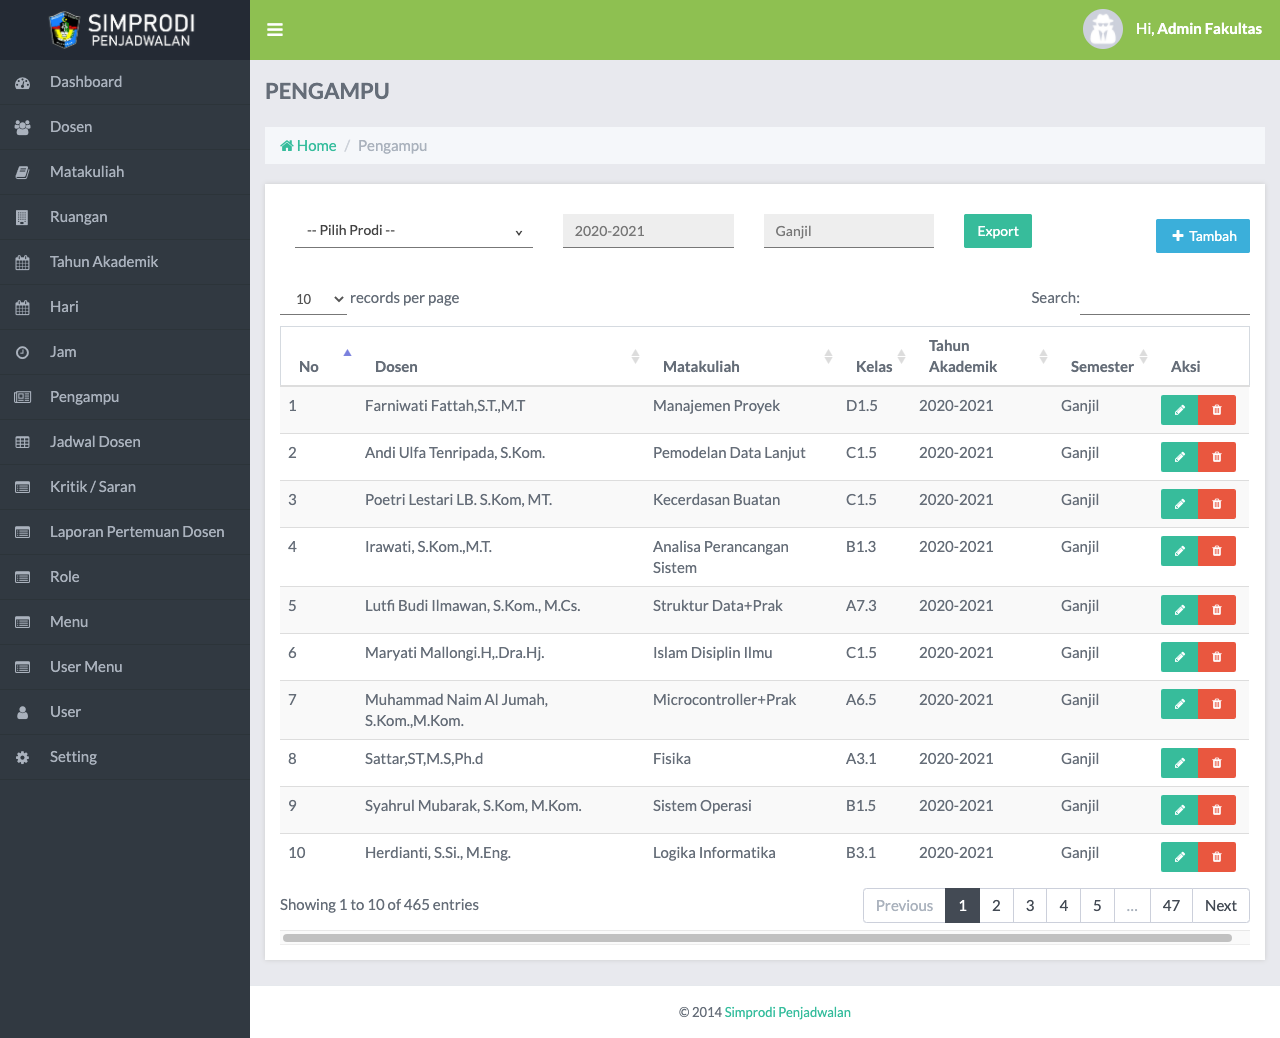 SIMPRODI
PENJADWALAN
Hi, Admin Fakultas
Dashboard
Dosen
Matakuliah
Ruangan
Tahun Akademik
Hari
Jam
Pengampu
Jadwal Dosen
Kritik / Saran
Laporan Pertemuan Dosen
Role
Menu
User Menu
User
Setting
PENGAMPU
Home / Pengampu
-- Pilih Prodi -- 2020-2021 Ganjil Export Tambah
10 records per page Search:
No Dosen Matakuliah Kelas Tahun Akademik Semester Aksi
1 Farniwati Fattah,S.T.,M.T Manajemen Proyek D1.5 2020-2021 Ganjil
2 Andi Ulfa Tenripada, S.Kom. Pemodelan Data Lanjut C1.5 2020-2021 Ganjil
3 Poetri Lestari LB. S.Kom, MT. Kecerdasan Buatan C1.5 2020-2021 Ganjil
4 Irawati, S.Kom.,M.T. Analisa Perancangan Sistem B1.3 2020-2021 Ganjil
5 Lutfi Budi Ilmawan, S.Kom., M.Cs. Struktur Data+Prak A7.3 2020-2021 Ganjil
6 Maryati Mallongi.H,.Dra.Hj. Islam Disiplin Ilmu C1.5 2020-2021 Ganjil
7 Muhammad Naim Al Jumah, S.Kom.,M.Kom. Microcontroller+Prak A6.5 2020-2021 Ganjil
8 Sattar,ST,M.S,Ph.d Fisika A3.1 2020-2021 Ganjil
9 Syahrul Mubarak, S.Kom, M.Kom. Sistem Operasi B1.5 2020-2021 Ganjil
10 Herdianti, S.Si., M.Eng. Logika Informatika B3.1 2020-2021 Ganjil
Showing 1 to 10 of 465 entries Previous 1 2 3 4 5 ... 47 Next
© 2014 Simprodi Penjadwalan